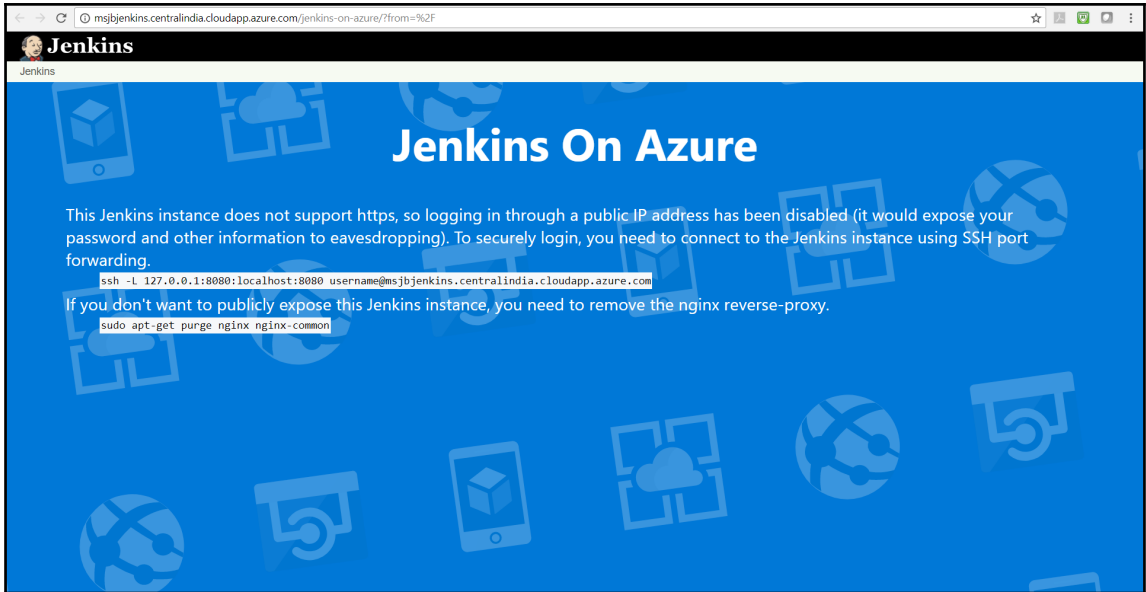 msjbjenkins.centralindia.cloudapp.azure.com/jenkins-on-azure/?from=%2F
Jenkins
Jenkins
Jenkins On Azure
This Jenkins instance does not support https, so logging in through a public IP address has been disabled (it would expose your
password and other information to eavesdropping). To securely login, you need to connect to the Jenkins instance using SSH port
forwarding.
ssh -L 127.0.0.1:8080:localhost:8080 username@msjbjenkins.centralindia.cloudapp.azure.com
If you don't want to publicly expose this Jenkins instance, you need to remove the nginx reverse-proxy.
sudo apt-get purge nginx nginx-common